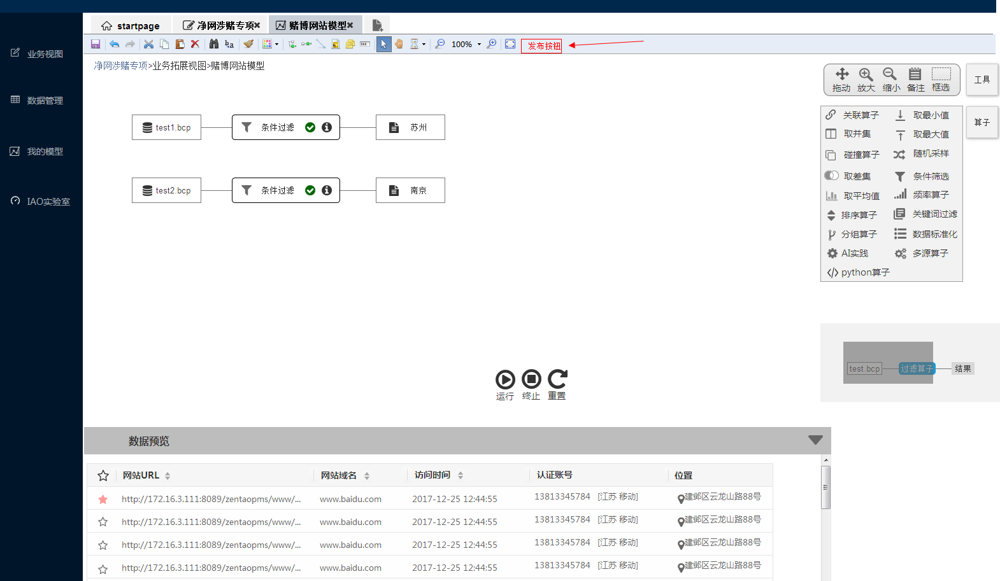 startpage
净网涉赌专项
赌博网站模型
100%
发布按钮
业务视图
数据管理
我的模型
IAO实验室
净网涉赌专项>业务拓展视图>赌博网站模型
拖动 放大 缩小 备注 框选
工具
算子
关联算子 取最小值
取并集 取最大值
碰撞算子 随机采样
取差集 条件筛选
取平均值 频率算子
排序算子 关键词过滤
分组算子 数据标准化
AI实践 多源算子
python算子
test1.bcp 条件过滤 苏州
test2.bcp 条件过滤 南京
test.bcp 过滤算子 结果
运行 终止 重置
数据预览
网站URL 网站域名 访问时间 认证账号 位置
http://172.16.3.111:8089/zentaopms/www/... www.baidu.com 2017-12-25 12:44:55 13813345784 [江苏 移动] 建邺区云龙山路88号
http://172.16.3.111:8089/zentaopms/www/... www.baidu.com 2017-12-25 12:44:55 13813345784 [江苏 移动] 建邺区云龙山路88号
http://172.16.3.111:8089/zentaopms/www/... www.baidu.com 2017-12-25 12:44:55 13813345784 [江苏 移动] 建邺区云龙山路88号
http://172.16.3.111:8089/zentaopms/www/... www.baidu.com 2017-12-25 12:44:55 13813345784 [江苏 移动] 建邺区云龙山路88号